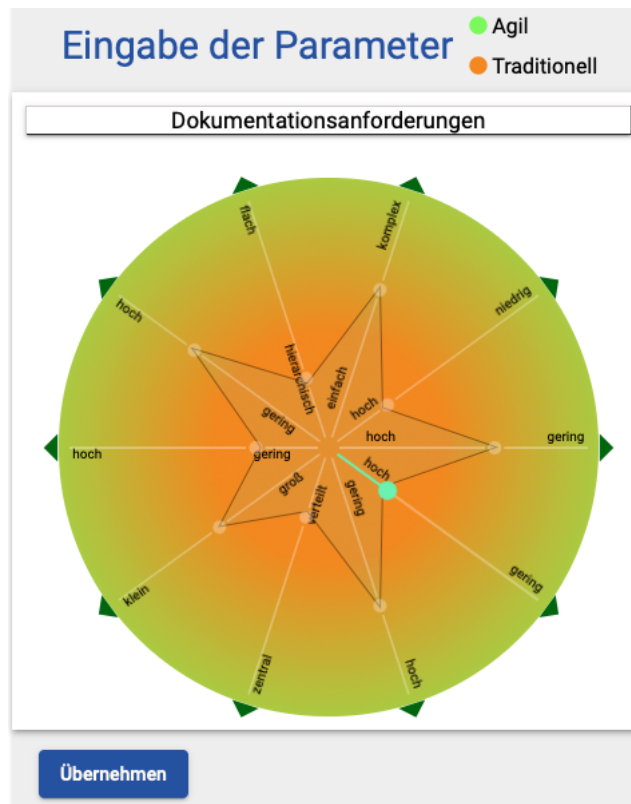 Eingabe der Parameter
Agil
Traditionell
Dokumentationsanforderungen
flach
komplex
hoch
niedrig
hierarchisch
einfach
gering
hoch
hoch
gering
hoch
gering
hoch
groß
verteilt
gering
klein
gering
zentral
hoch
Übernehmen